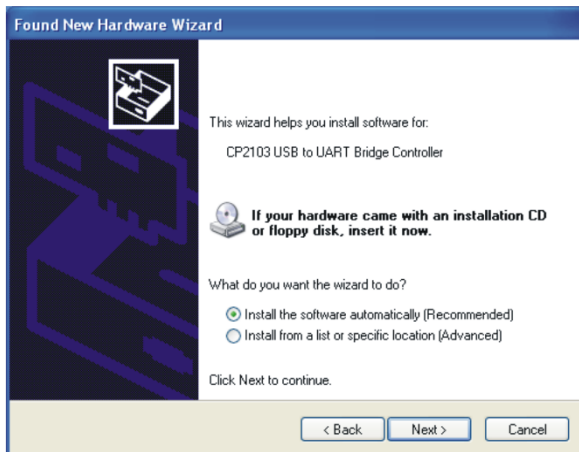 Found New Hardware Wizard
This wizard helps you install software for:
CP2103 USB to UART Bridge Controller
If your hardware came with an installation CD
or floppy disk, insert it now.
What do you want the wizard to do?
Install the software automatically (Recommended)
Install from a list or specific location (Advanced)
Click Next to continue.
< Back Next > Cancel